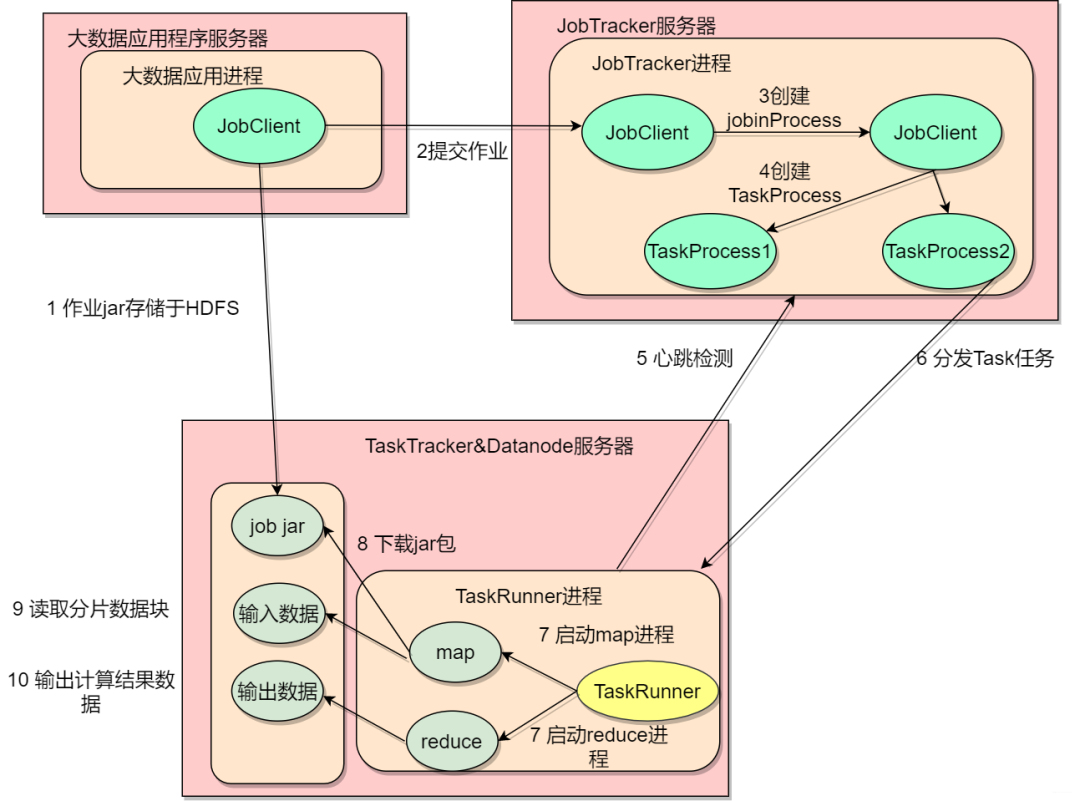 大数据应用程序服务器
大数据应用进程
JobClient
2提交作业
JobTracker服务器
JobTracker进程
JobClient
3创建
jobinProcess
JobClient
4创建
TaskProcess
TaskProcess1
TaskProcess2
1 作业jar存储于HDFS
5 心跳检测
6 分发Task任务
TaskTracker&Datanode服务器
job jar
8 下载jar包
TaskRunner进程
9 读取分片数据块
输入数据
map
7 启动map进程
10 输出计算结果数
据
输出数据
TaskRunner
reduce
7 启动reduce进
程